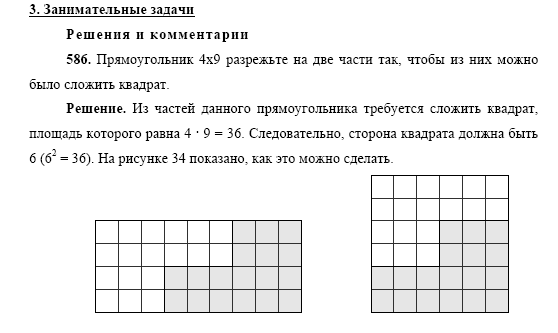 3. Занимательные задачи
Решения и комментарии
586. Прямоугольник 4x9 разрежьте на две части так, чтобы из них можно
было сложить квадрат.
Решение. Из частей данного прямоугольника требуется сложить квадрат,
площадь которого равна 4 · 9 = 36. Следовательно, сторона квадрата должна быть
6 (6² = 36). На рисунке 34 показано, как это можно сделать.